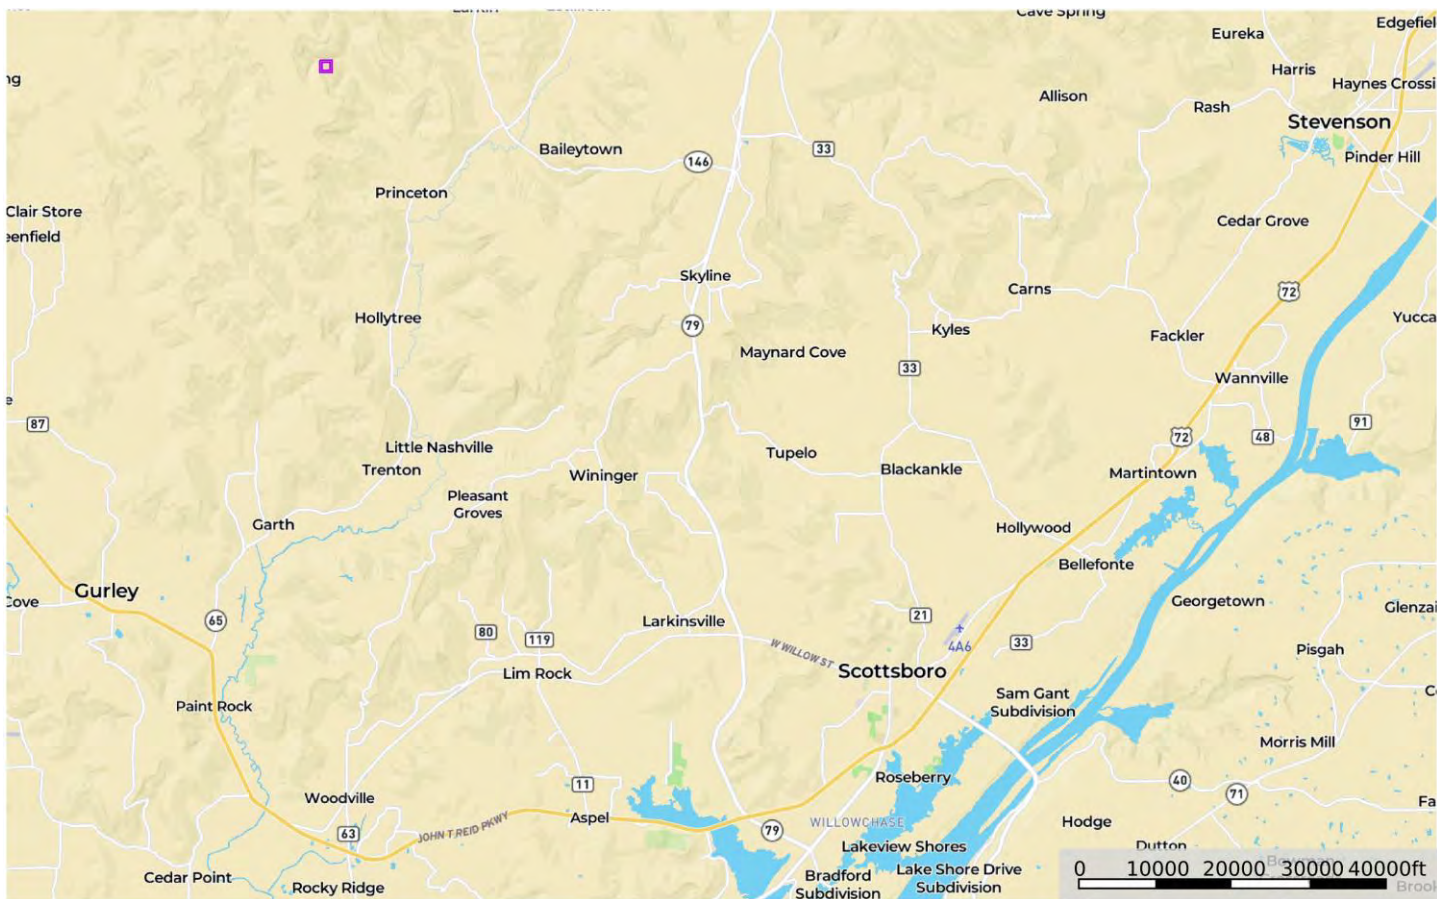 Cave Spring
Edgefiel
Eureka
Harris
ng
Haynes Crossi
Allison
Rash
Stevenson
33
Baileytown
146
Pinder Hill
Princeton
Clair Store
Cedar Grove
eenfield
Skyline
Carns
72
Hollytree
79
Yucca
Kyles
Fackler
Maynard Cove
33
Wannville
e
87
91
Little Nashville
72
48
Tupelo
Trenton
Blackankle
Martintown
Wininger
Pleasant
Groves
Garth
Hollywood
Bellefonte
Gurley
Cove
Georgetown
Glenzai
65
Larkinsville
21
80
119
4A6
33
W WILLOW ST
Pisgah
Lim Rock
Scottsboro
Sam Gant
Subdivision
C
Paint Rock
Morris Mill
Roseberry
40
11
71
Woodville
Fa
Aspel
JOHN T REID PKWY
79
WILLOWCHASE
Hodge
63
Lakeview Shores
Dutton
Cedar Point
Rocky Ridge
Bradford
Subdivision
Lake Shore Drive
Subdivision
0 10000 20000 30000 40000ft
Brook